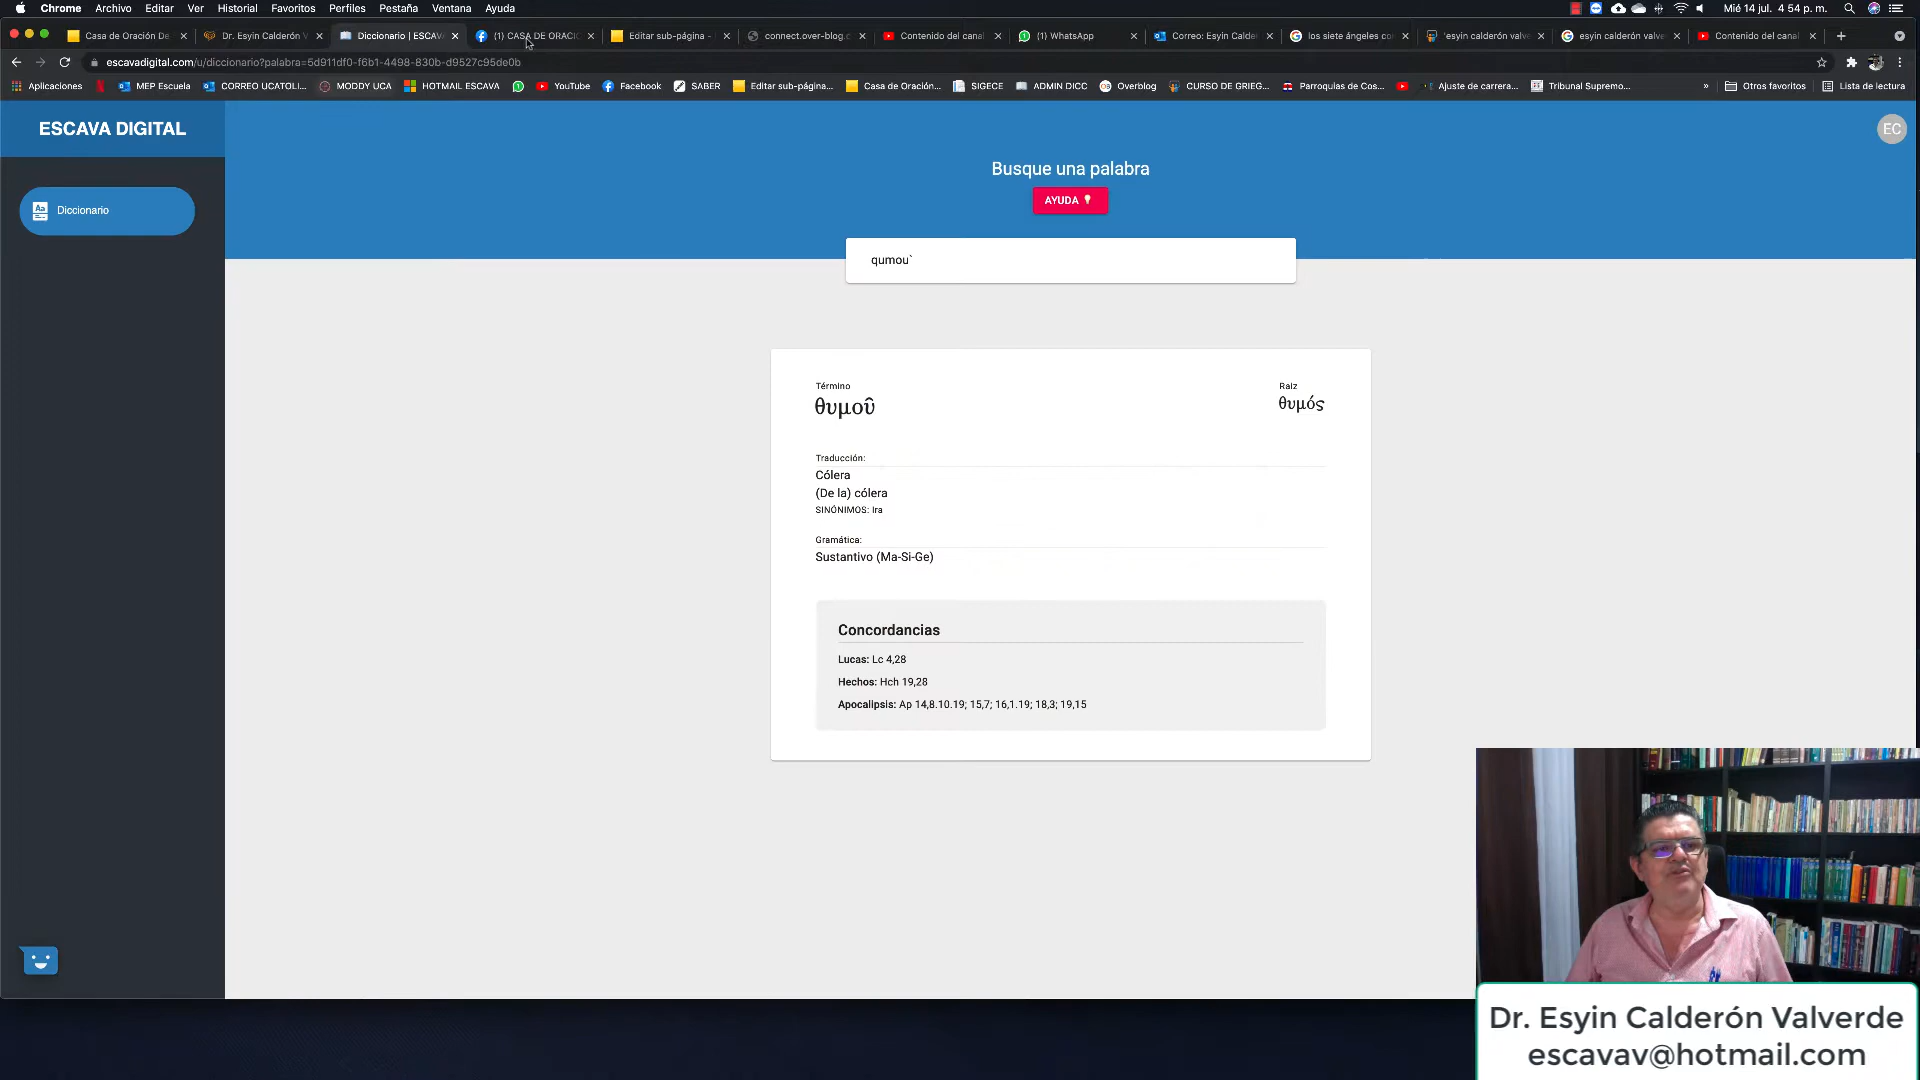 Chrome Archivo Editar Ver Historial Favoritos Perfiles Pestaña Ventana Ayuda Mié 14 jul. 4 54 p. m.
Casa de Oración De Dr. Esyin Calderón V Diccionario | ESCAV (1) CASA DE ORACIÓ Editar sub-página - connect.over-blog.c Contenido del canal (1) WhatsApp Correo: Esyin Calde los siete ángeles co 'esyin calderón valve esyin calderón valve Contenido del canal
escavadigital.com/u/diccionario?palabra=5d911df0-f6b1-4498-830b-d9527c95de0b
Aplicaciones MEP Escuela CORREO UCATOLI... MODDY UCA HOTMAIL ESCAVA YouTube Facebook SABER Editar sub-página... Casa de Oración... SIGECE ADMIN DICC Overblog CURSO DE GRIEG... Parroquias de Cos... Ajuste de carrera... Tribunal Supremo... » Otros favoritos Lista de lectura
ESCAVA DIGITAL
EC
Busque una palabra
AYUDA
Diccionario
qumou`
Término
Raiz
θυμοῦ
θυμός
Traducción:
Cólera
(De la) cólera
SINÓNIMOS: Ira
Gramática:
Sustantivo (Ma-Si-Ge)
Concordancias
Lucas: Lc 4,28
Hechos: Hch 19,28
Apocalipsis: Ap 14,8.10.19; 15,7; 16,1.19; 18,3; 19,15
Dr. Esyin Calderón Valverde
escavav@hotmail.com